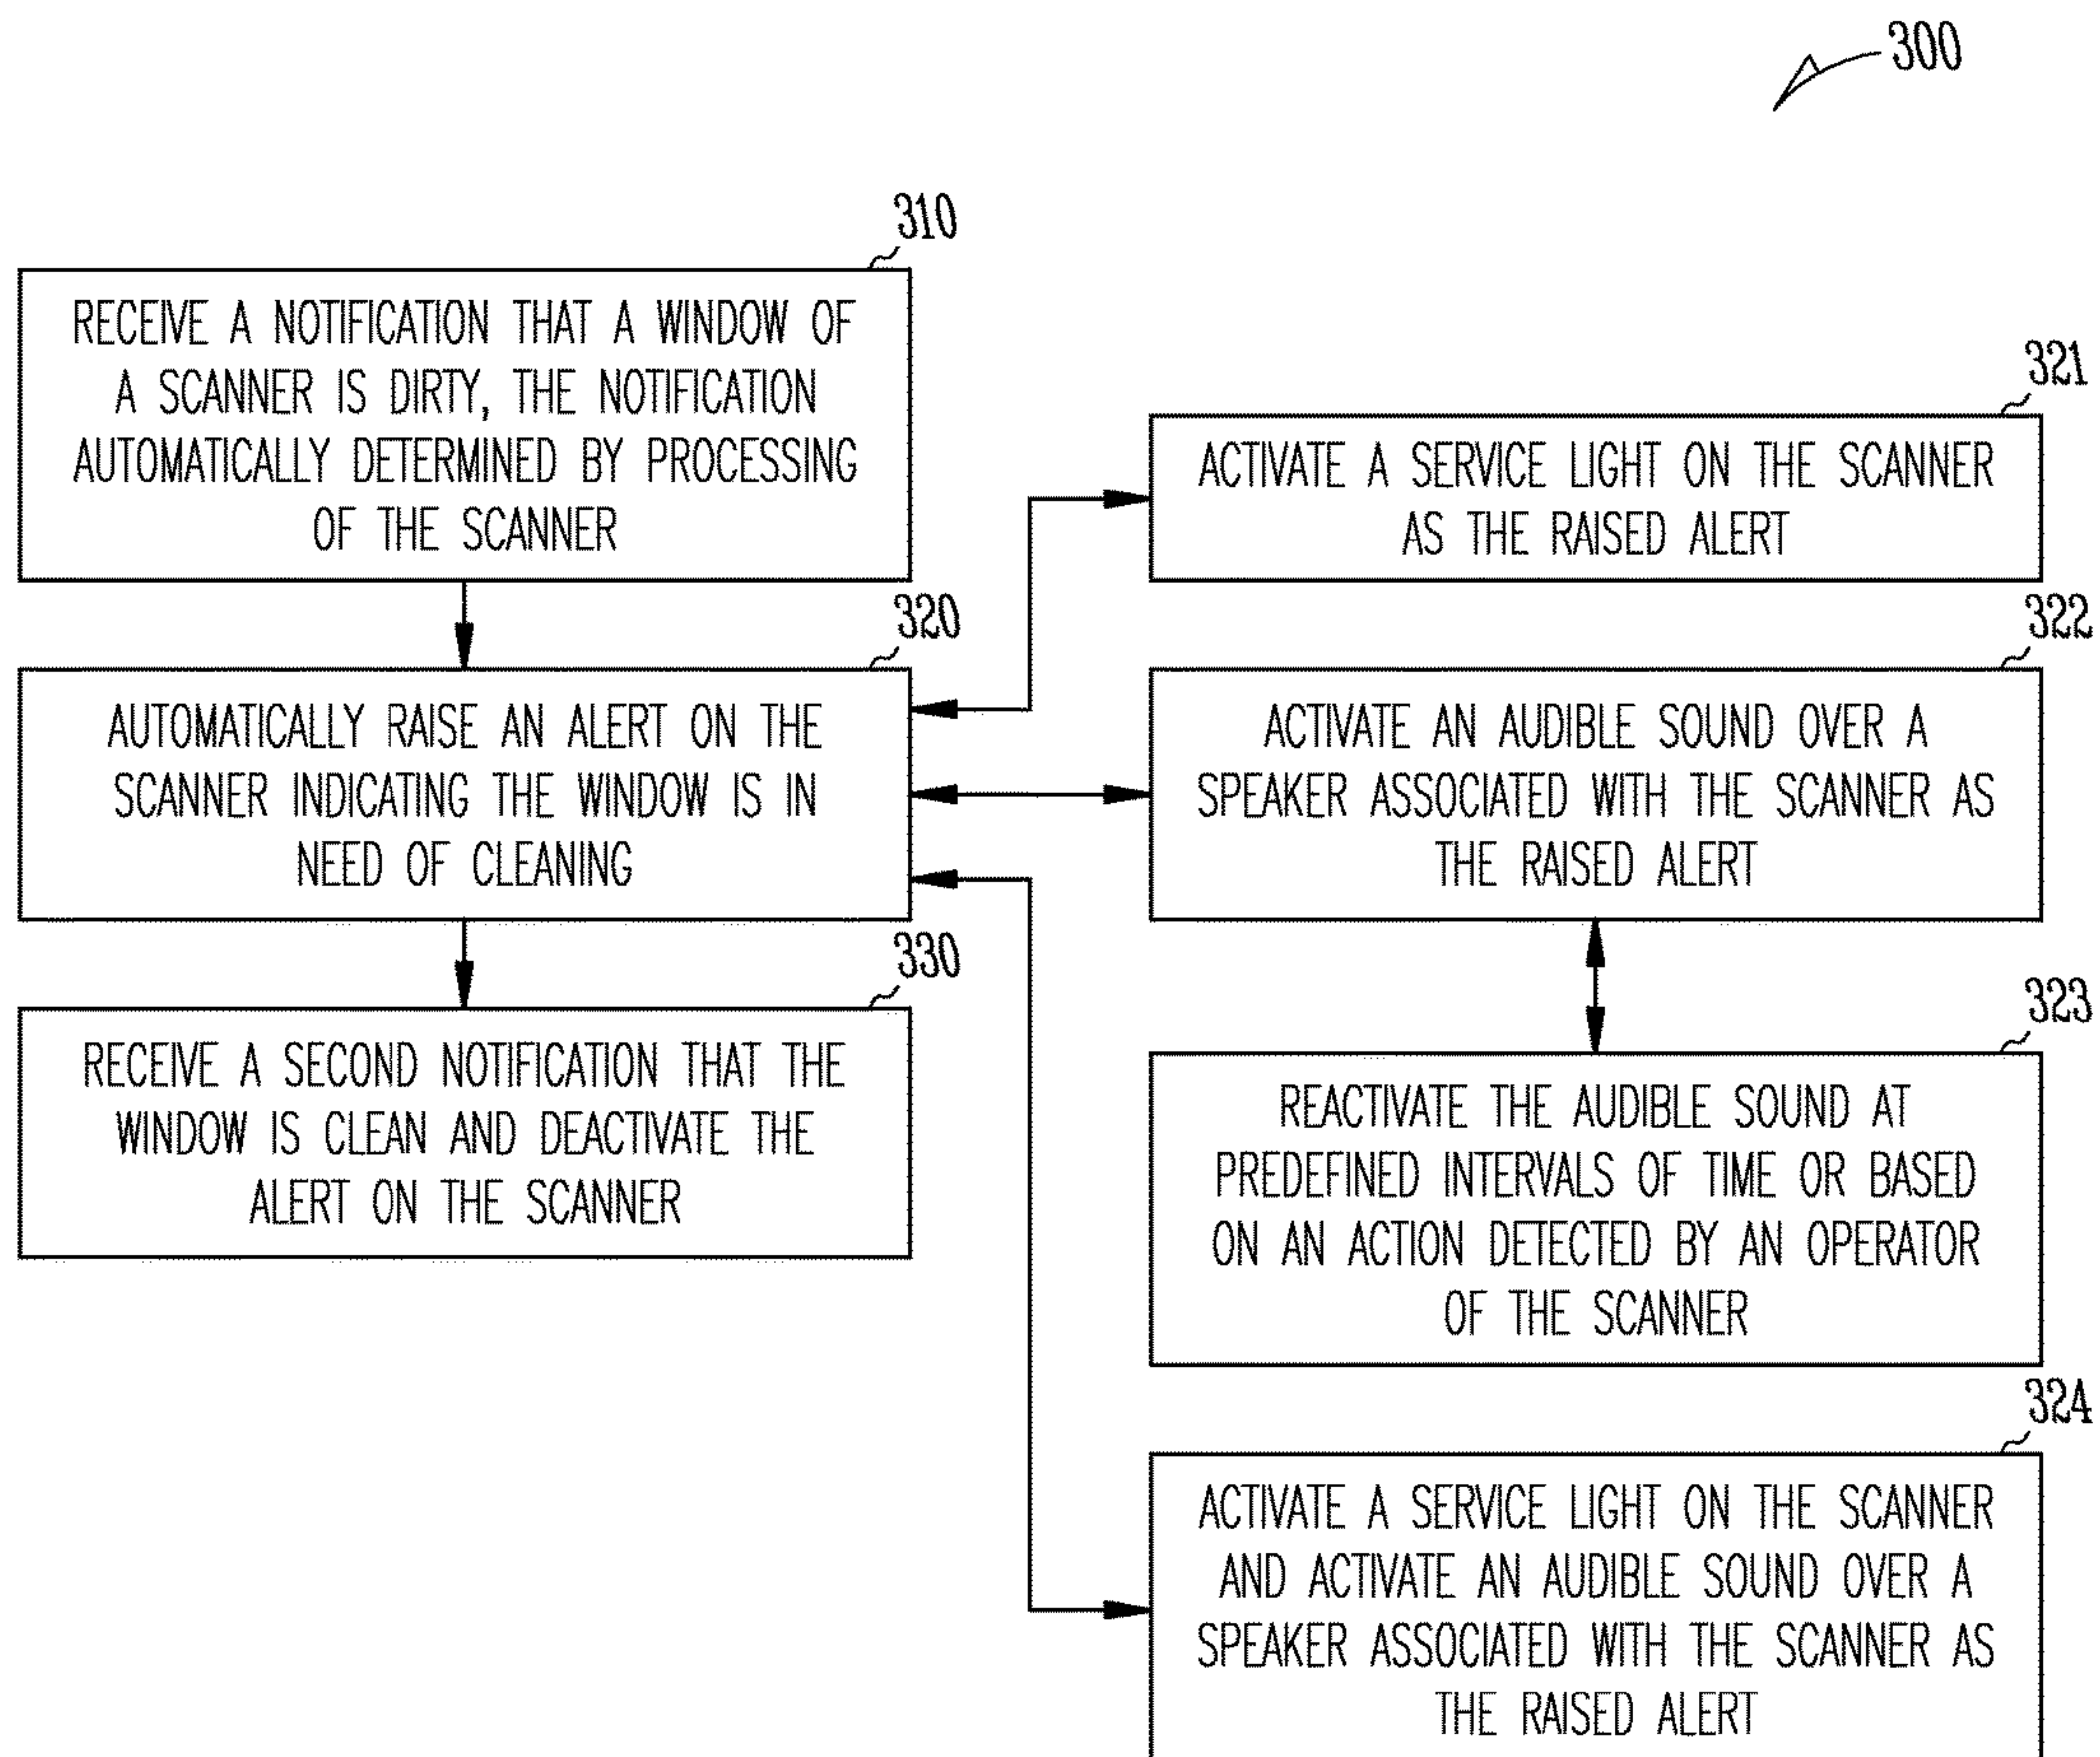 300
310
RECEIVE A NOTIFICATION THAT A WINDOW OF
A SCANNER IS DIRTY, THE NOTIFICATION
AUTOMATICALLY DETERMINED BY PROCESSING
OF THE SCANNER
320
AUTOMATICALLY RAISE AN ALERT ON THE
SCANNER INDICATING THE WINDOW IS IN
NEED OF CLEANING
330
RECEIVE A SECOND NOTIFICATION THAT THE
WINDOW IS CLEAN AND DEACTIVATE THE
ALERT ON THE SCANNER
321
ACTIVATE A SERVICE LIGHT ON THE SCANNER
AS THE RAISED ALERT
322
ACTIVATE AN AUDIBLE SOUND OVER A
SPEAKER ASSOCIATED WITH THE SCANNER AS
THE RAISED ALERT
323
REACTIVATE THE AUDIBLE SOUND AT
PREDEFINED INTERVALS OF TIME OR BASED
ON AN ACTION DETECTED BY AN OPERATOR
OF THE SCANNER
324
ACTIVATE A SERVICE LIGHT ON THE SCANNER
AND ACTIVATE AN AUDIBLE SOUND OVER A
SPEAKER ASSOCIATED WITH THE SCANNER AS
THE RAISED ALERT